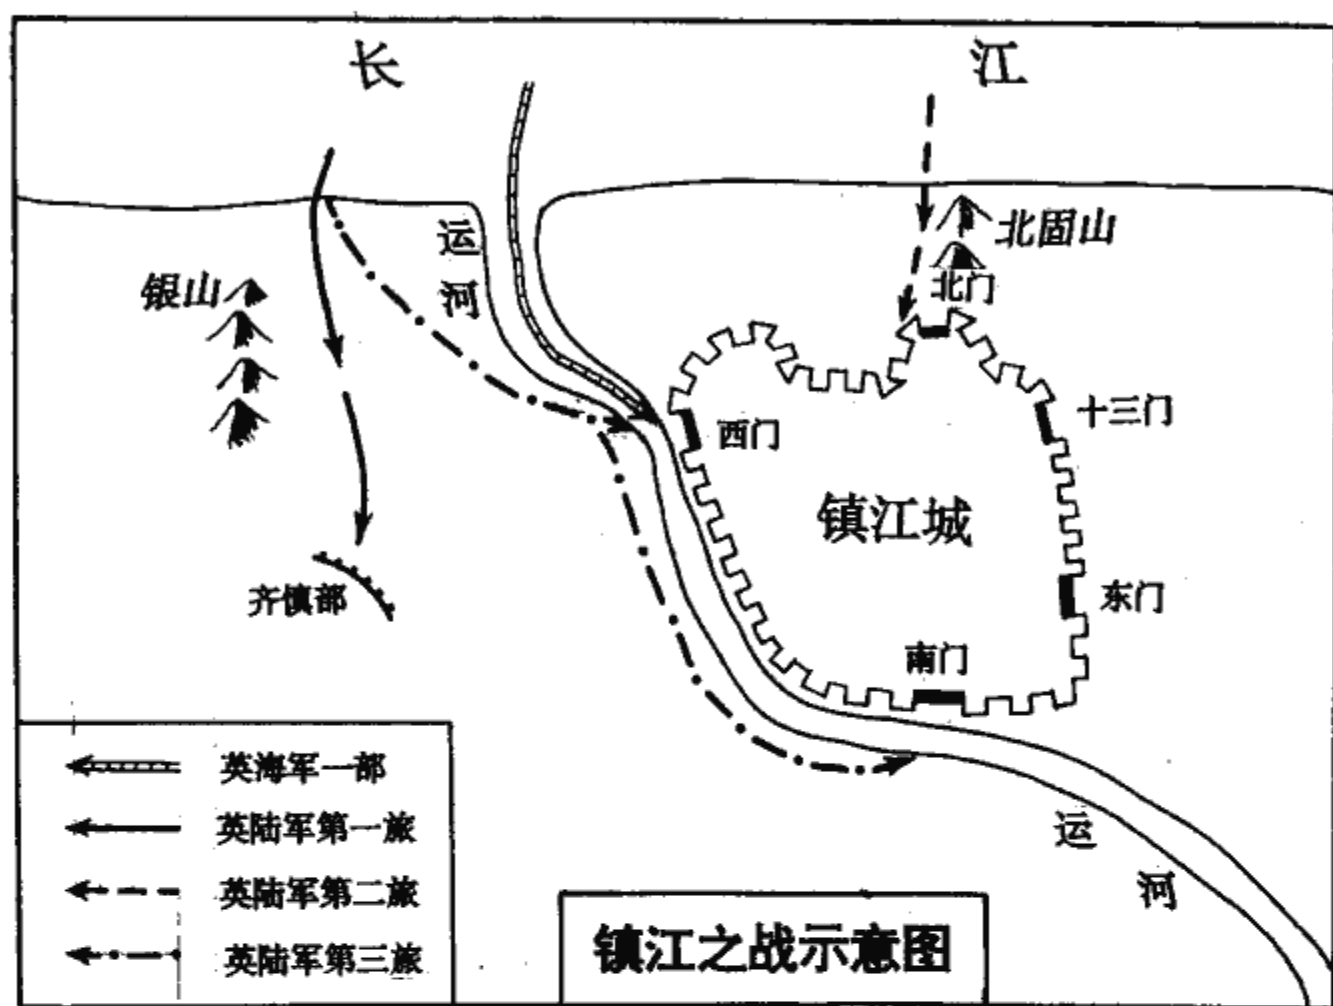 长江
运河
北固山
银山
北门
十三门
西门
镇江城
齐慎部
东门
南门
英海军一部
英陆军第一旅
英陆军第二旅
英陆军第三旅
运河
镇江之战示意图